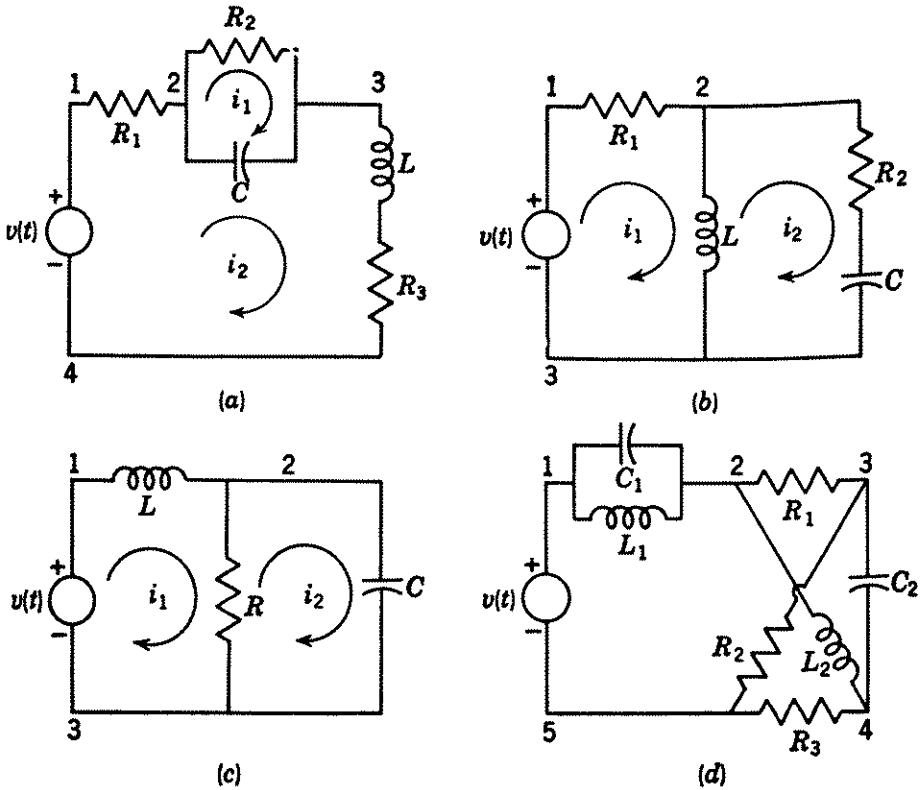 R2
1 2 3
i1
R1
C
L
+
v(t)
−
i2
R3
4
(a)
1 2
R1
R2
+
v(t)
−
i1
L
i2
C
3
(b)
1 2
L
+
v(t)
−
i1
R
i2
C
3
(c)
1 2 3
C1
R1
L1
+
v(t)
−
C2
R2
L2
5 4
R3
(d)